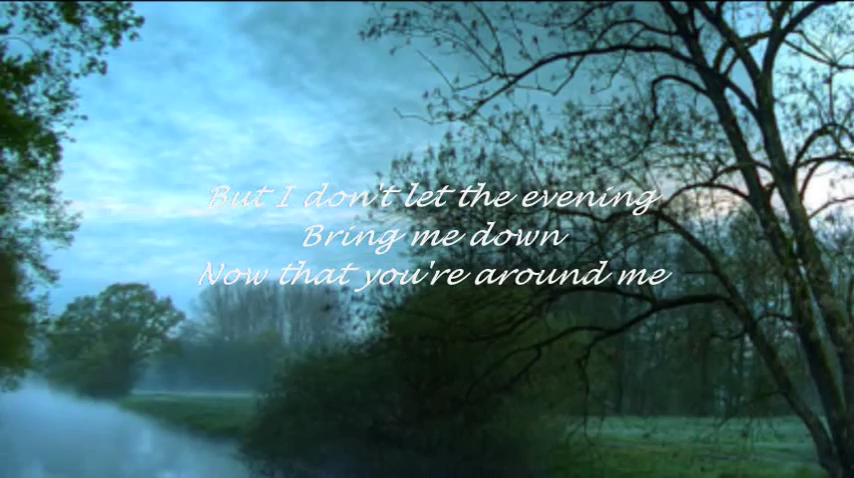 But I don't let the evening
Bring me down
Now that you're around me